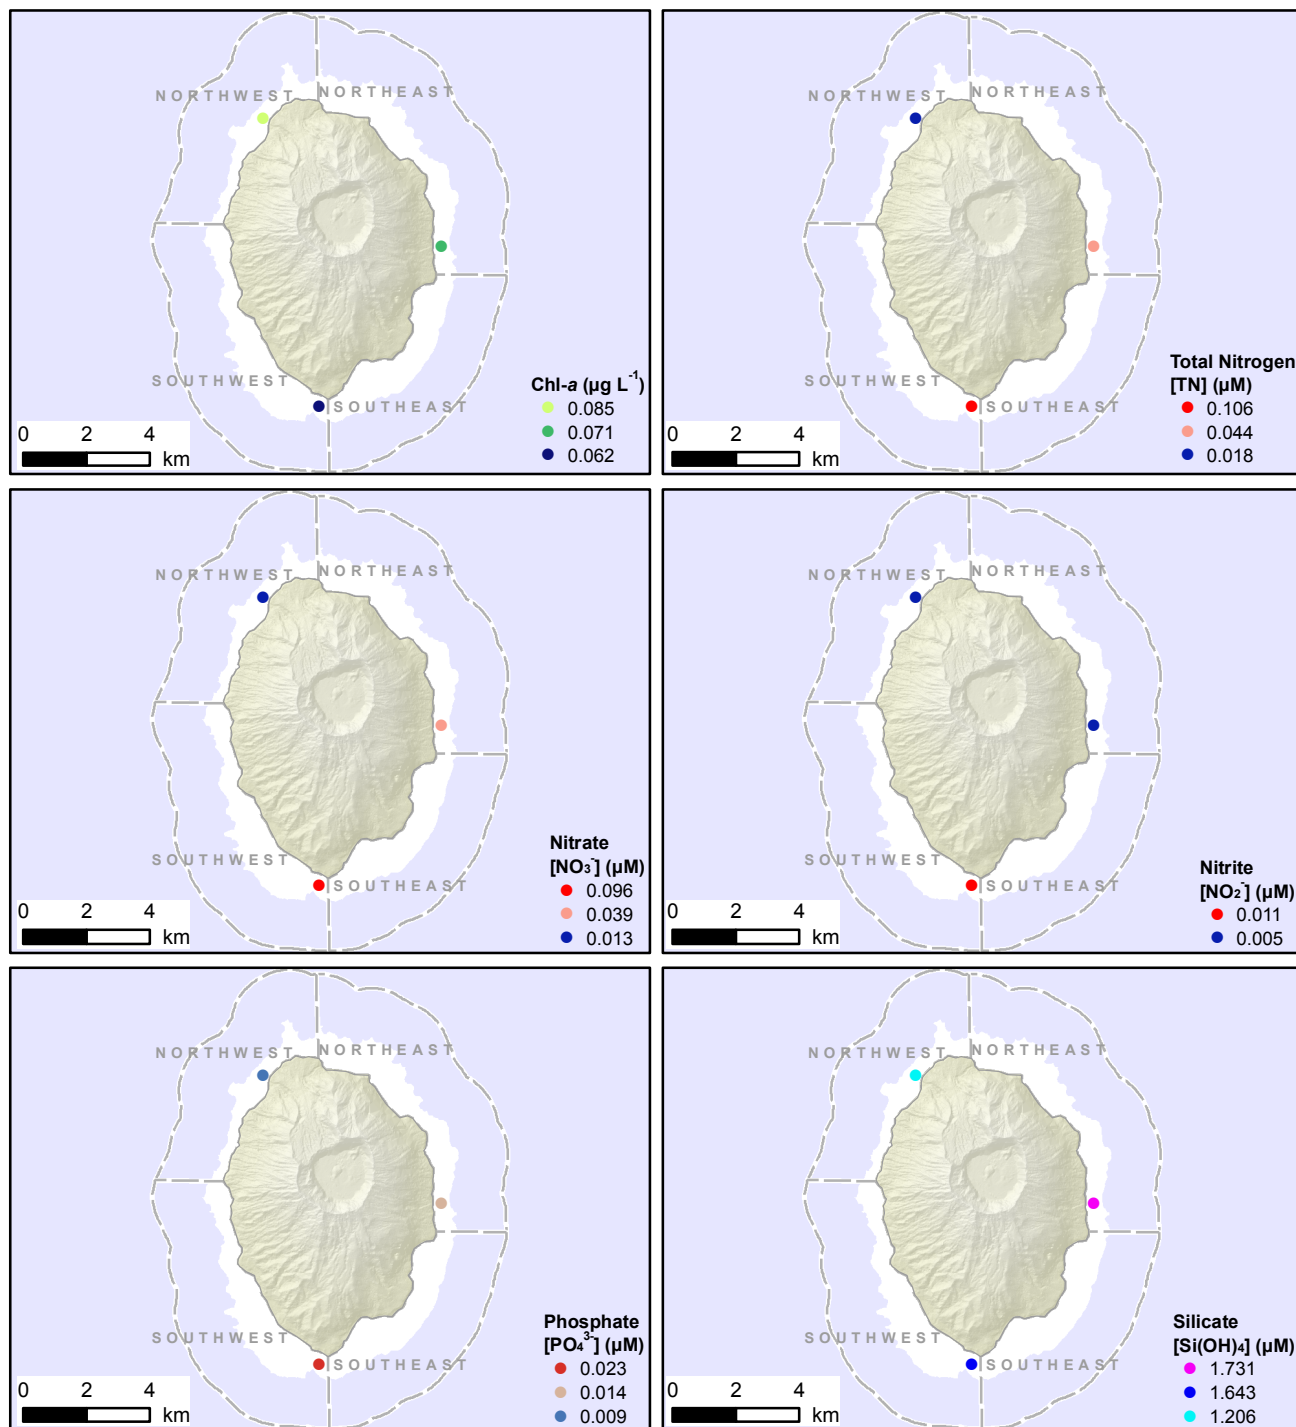 NORTHWEST NORTHEAST
SOUTHWEST SOUTHEAST
Chl-a (µg L⁻¹)
0.085
0.071
0.062
0 2 4
km
NORTHWEST NORTHEAST
SOUTHWEST SOUTHEAST
Total Nitrogen
[TN] (µM)
0.106
0.044
0.018
0 2 4
km
NORTHWEST NORTHEAST
SOUTHWEST SOUTHEAST
Nitrate
[NO₃⁻] (µM)
0.096
0.039
0.013
0 2 4
km
NORTHWEST NORTHEAST
SOUTHWEST SOUTHEAST
Nitrite
[NO₂⁻] (µM)
0.011
0.005
0 2 4
km
NORTHWEST NORTHEAST
SOUTHWEST SOUTHEAST
Phosphate
[PO₄³⁻] (µM)
0.023
0.014
0.009
0 2 4
km
NORTHWEST NORTHEAST
SOUTHWEST SOUTHEAST
Silicate
[Si(OH)₄] (µM)
1.731
1.643
1.206
0 2 4
km